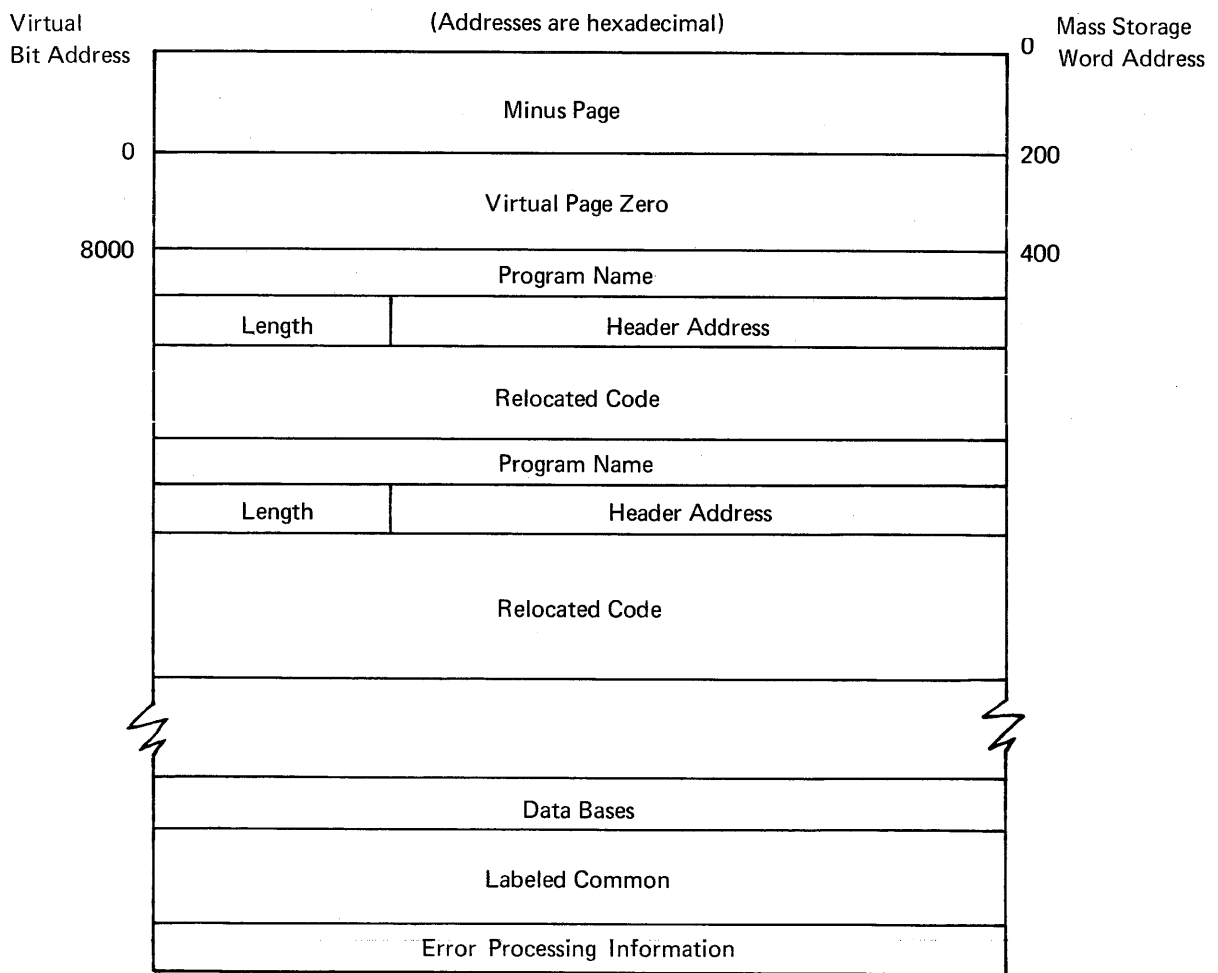 Virtual
Bit Address
(Addresses are hexadecimal)
Mass Storage
Word Address
0
Minus Page
0
200
Virtual Page Zero
8000
400
Program Name
Length
Header Address
Relocated Code
Program Name
Length
Header Address
Relocated Code
Data Bases
Labeled Common
Error Processing Information